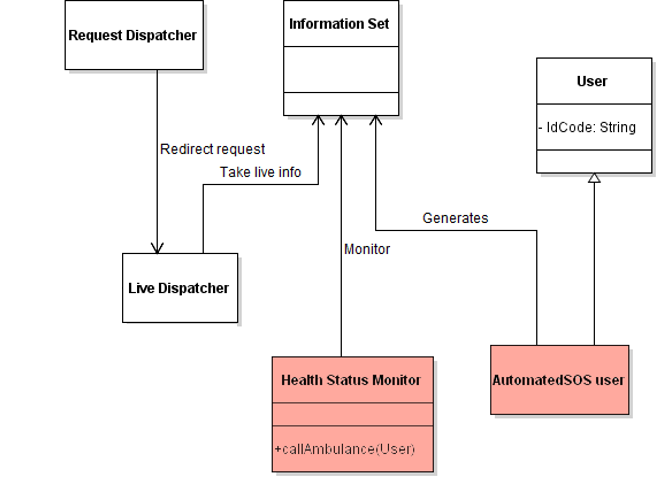 Request Dispatcher
Information Set
User
- IdCode: String
Redirect request
Take live info
Generates
Monitor
Live Dispatcher
Health Status Monitor
AutomatedSOS user
+callAmbulance(User)